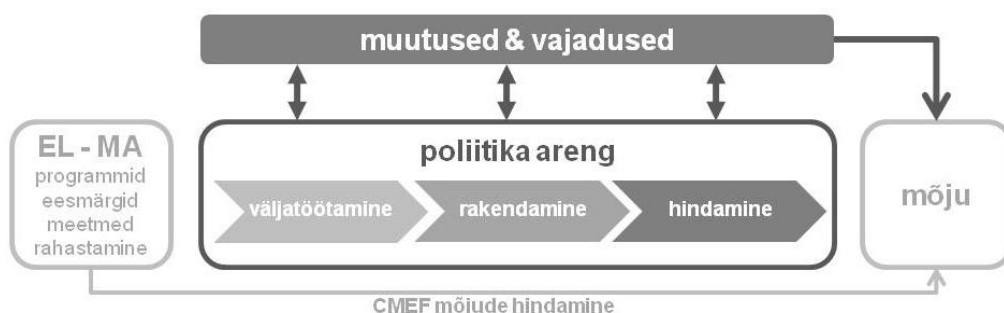 muutused & vajadused
EL - MA
programmid
eesmärgid
meetmed
rahastamine
poliitika areng
väljatöötamine
rakendamine
hindamine
mõju
CMEF mõjude hindamine